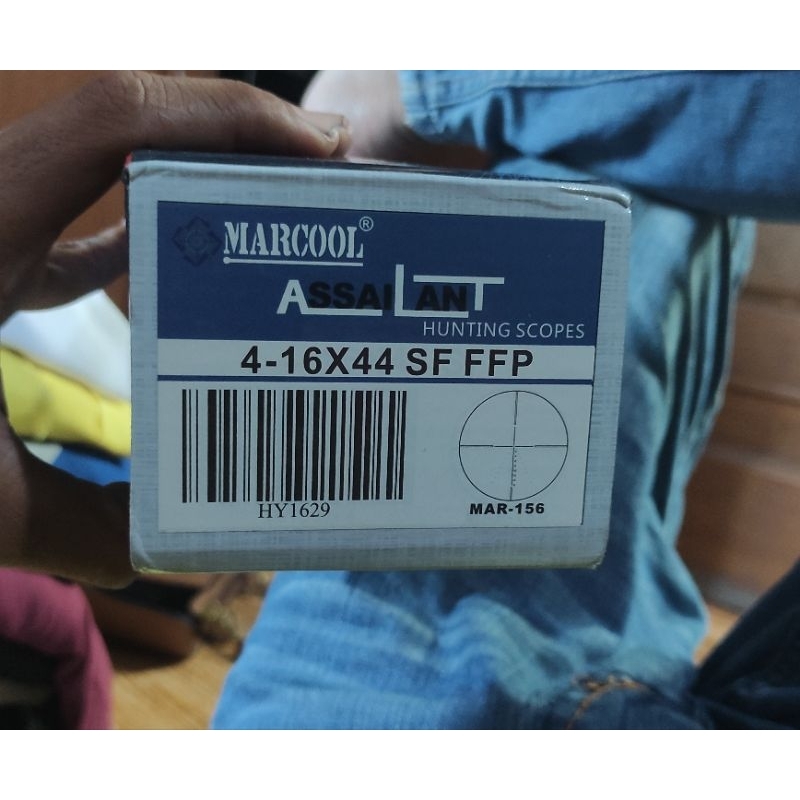 MARCOOL®
ASSAILANT
HUNTING SCOPES
4-16X44 SF FFP
HY1629
MAR-156